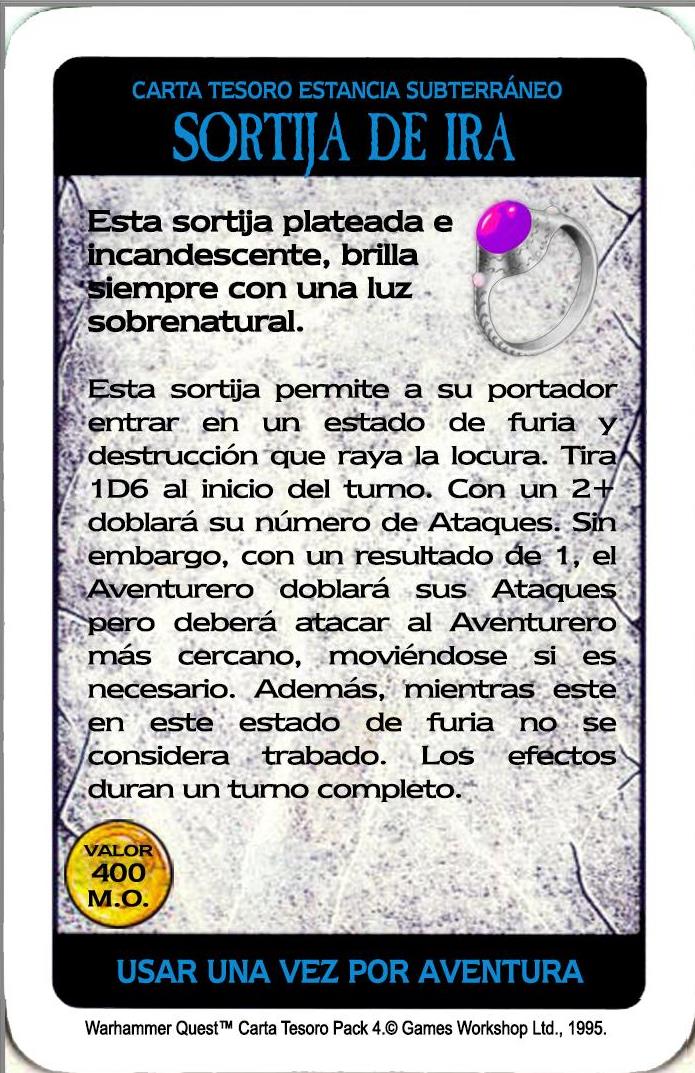 CARTA TESORO ESTANCIA SUBTERRÁNEO
SORTIJA DE IRA
Esta sortija plateada e
incandescente, brilla
siempre con una luz
sobrenatural.
Esta sortija permite a su portador
entrar en un estado de furia y
destrucción que raya la locura. Tira
1D6 al inicio del turno. Con un 2+
doblará su número de Ataques. Sin
embargo, con un resultado de 1, el
Aventurero doblará sus Ataques
pero deberá atacar al Aventurero
más cercano, moviéndose si es
necesario. Además, mientras este
en este estado de furia no se
considera trabado. Los efectos
duran un turno completo.
VALOR
400
M.O.
USAR UNA VEZ POR AVENTURA
Warhammer Quest™ Carta Tesoro Pack 4.© Games Workshop Ltd., 1995.